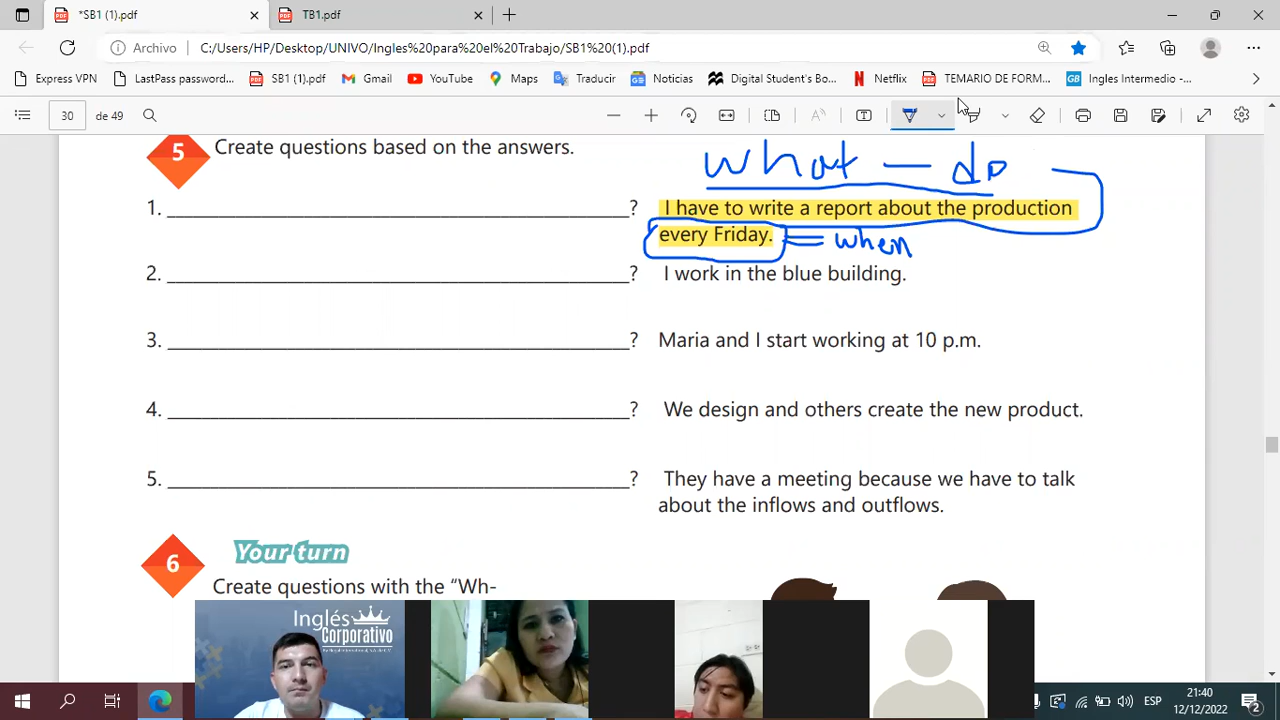 *SB1 (1).pdf
TB1.pdf
Archivo
C:/Users/HP/Desktop/UNIVO/Ingles%20para%20el%20Trabajo/SB1%20(1).pdf
Express VPN
LastPass password...
SB1 (1).pdf
Gmail
YouTube
Maps
Traducir
Noticias
Digital Student's Bo...
Netflix
TEMARIO DE FORM...
Ingles Intermedio -...
30
de 49
5
Create questions based on the answers.
what — do
1. ________________________________________? I have to write a report about the production
every Friday. = when
2. ________________________________________? I work in the blue building.
3. ________________________________________? Maria and I start working at 10 p.m.
4. ________________________________________? We design and others create the new product.
5. ________________________________________? They have a meeting because we have to talk
about the inflows and outflows.
6
Your turn
Create questions with the “Wh-
Inglés
Corporativo
ESP
21:40
12/12/2022
2